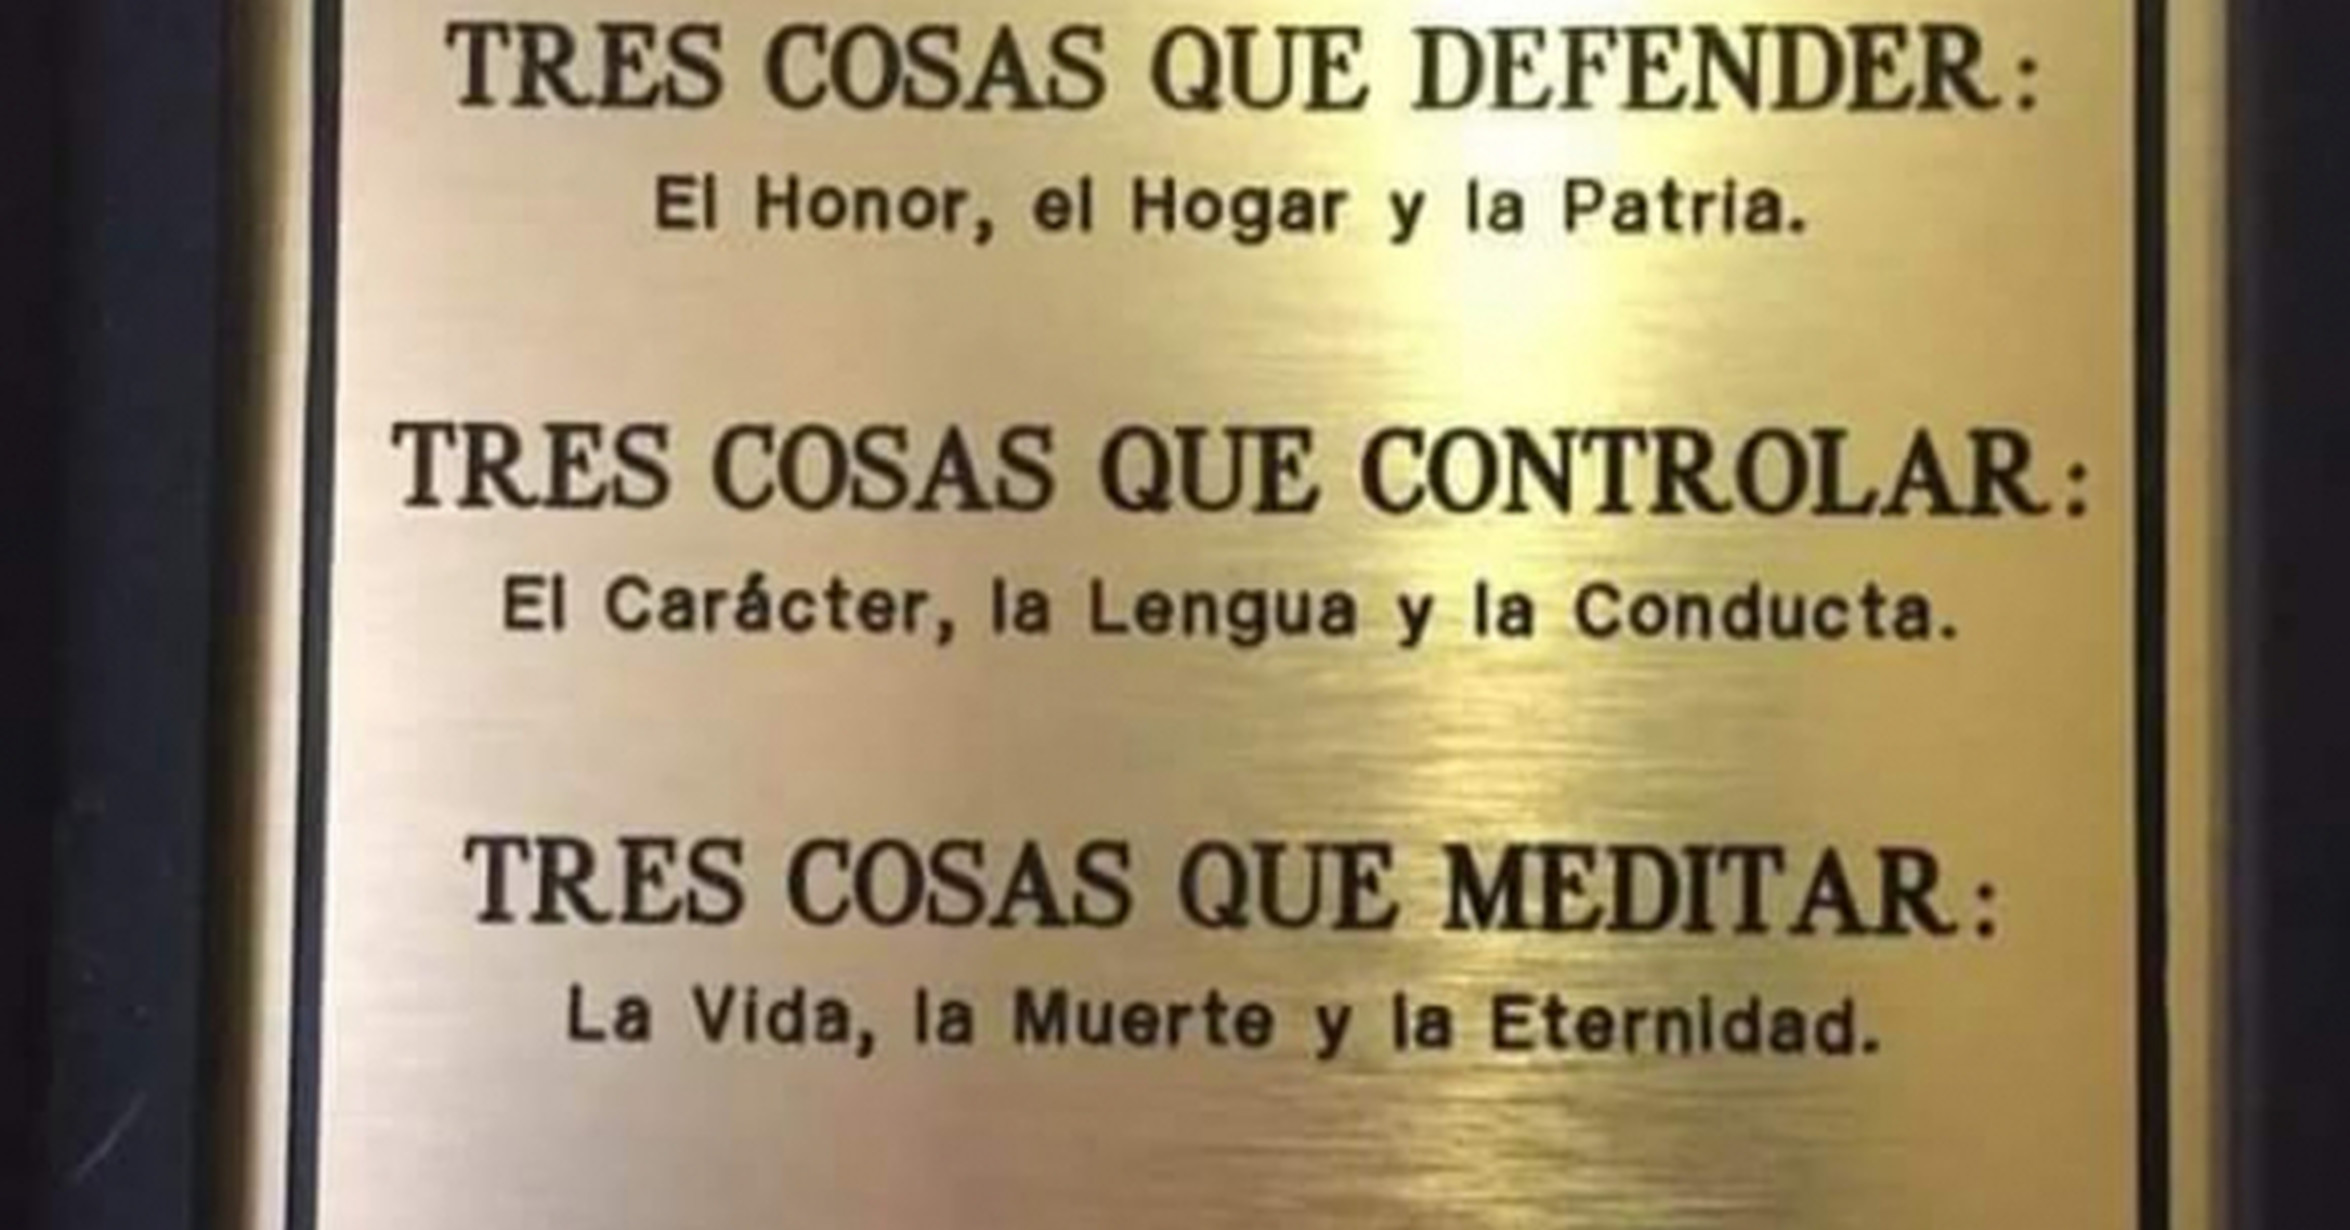 TRES COSAS QUE DEFENDER:
El Honor, el Hogar y la Patria.
TRES COSAS QUE CONTROLAR:
El Carácter, la Lengua y la Conducta.
TRES COSAS QUE MEDITAR:
La Vida, la Muerte y la Eternidad.